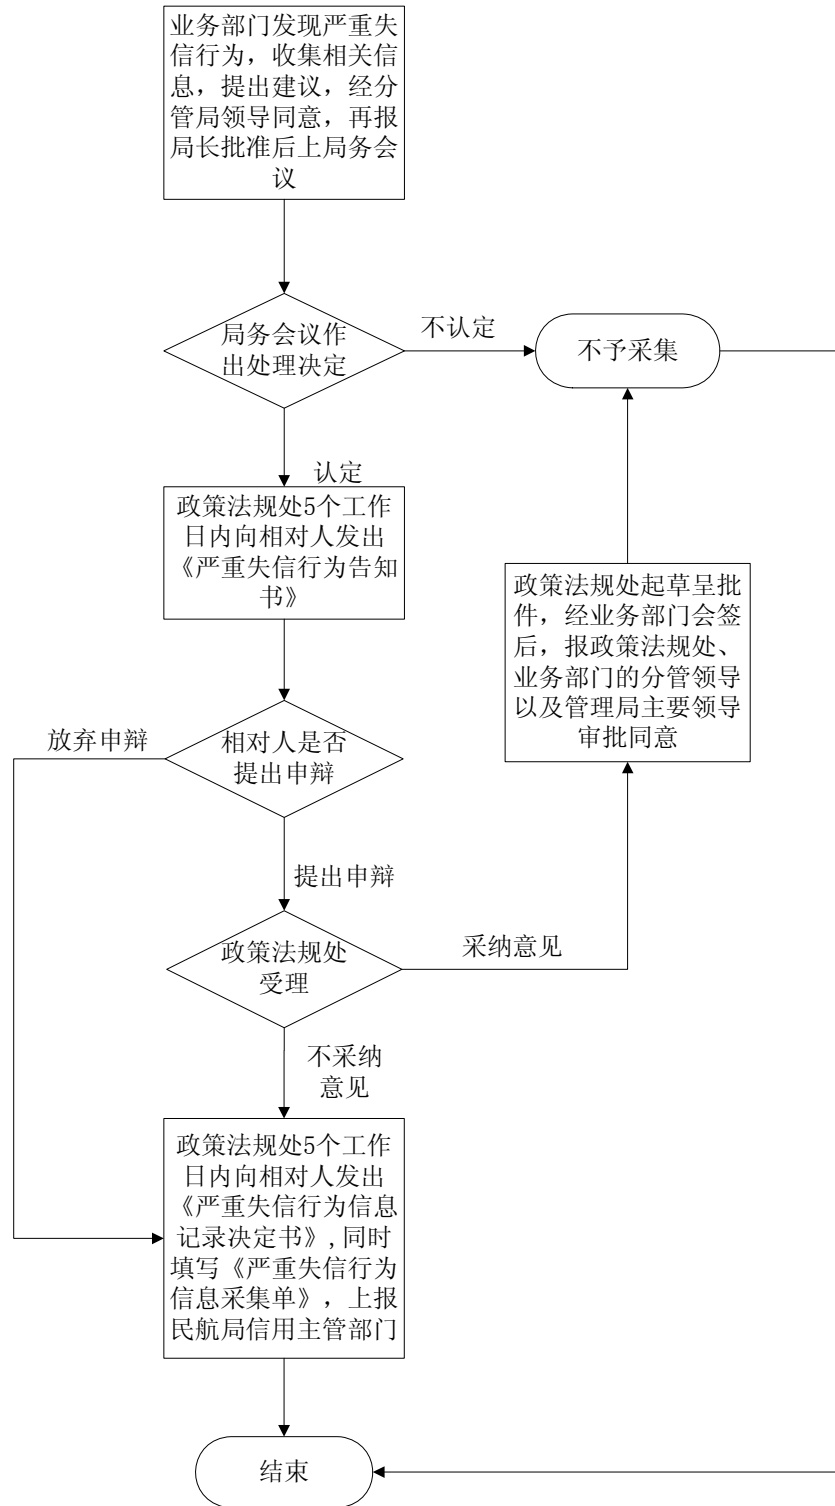 业务部门发现严重失
信行为，收集相关信
息，提出建议，经分
管局领导同意，再报
局长批准后上局务会
议
局务会议作
出处理决定
不认定
不予采集
认定
政策法规处5个工作
日内向相对人发出
《严重失信行为告知
书》
政策法规处起草呈批
件，经业务部门会签
后，报政策法规处、
业务部门的分管领导
以及管理局主要领导
审批同意
放弃申辩
相对人是否
提出申辩
提出申辩
政策法规处
受理
采纳意见
不采纳
意见
政策法规处5个工作
日内向相对人发出
《严重失信行为信息
记录决定书》,同时
填写《严重失信行为
信息采集单》，上报
民航局信用主管部门
结束